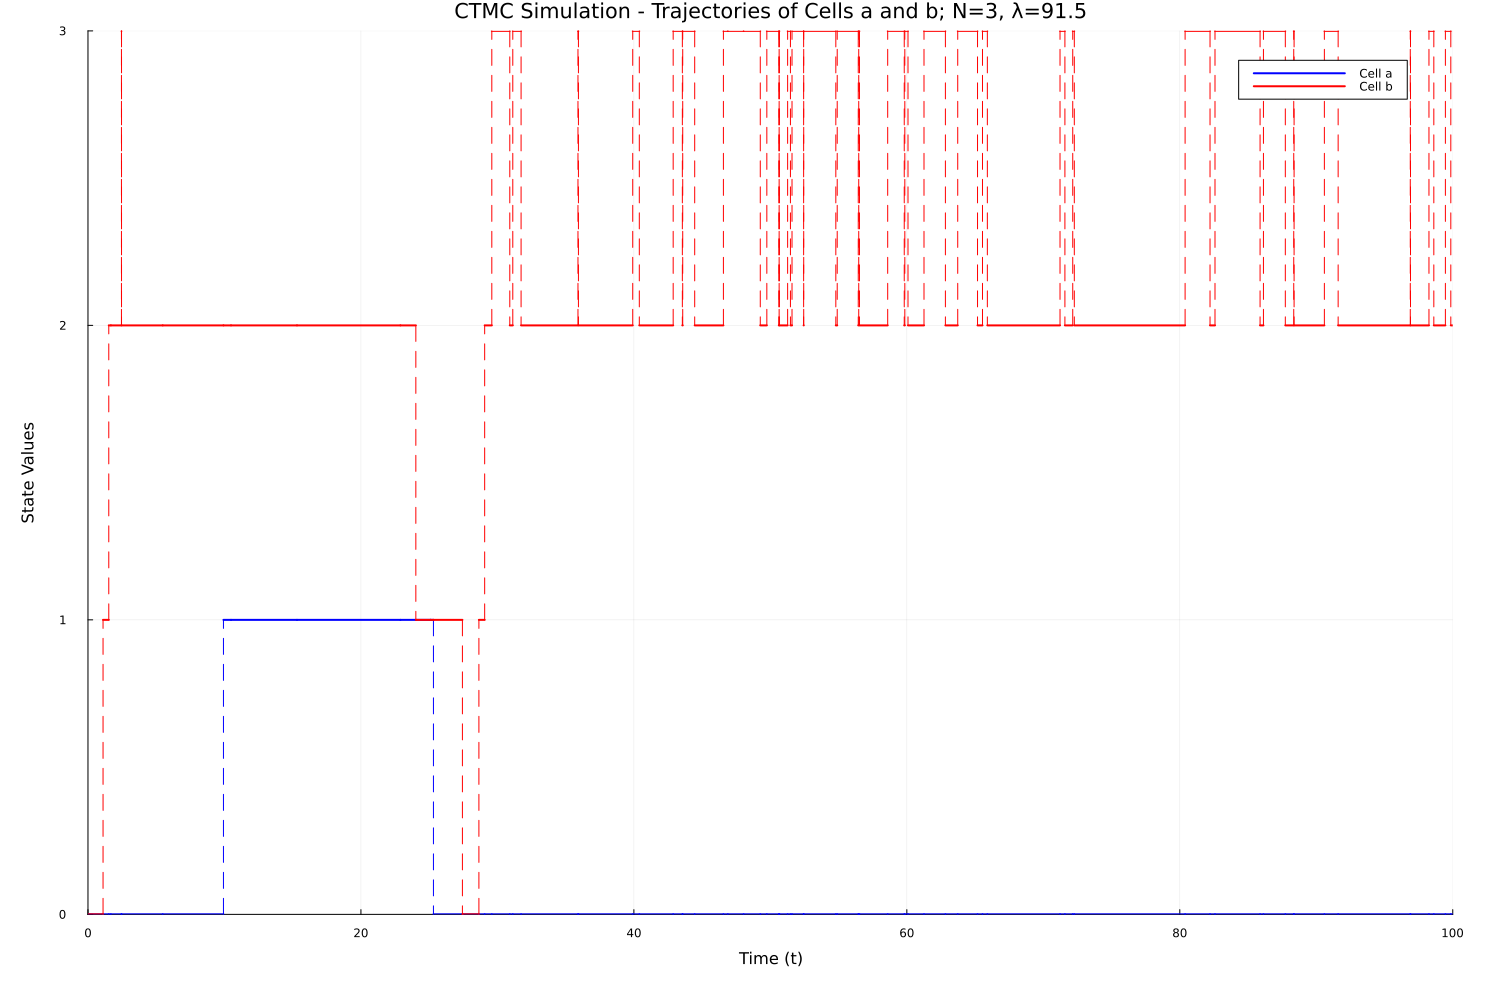 CTMC Simulation - Trajectories of Cells a and b; N=3, λ=91.5
3
Cell a
Cell b
2
State Values
1
0
0 20 40 60 80 100
Time (t)